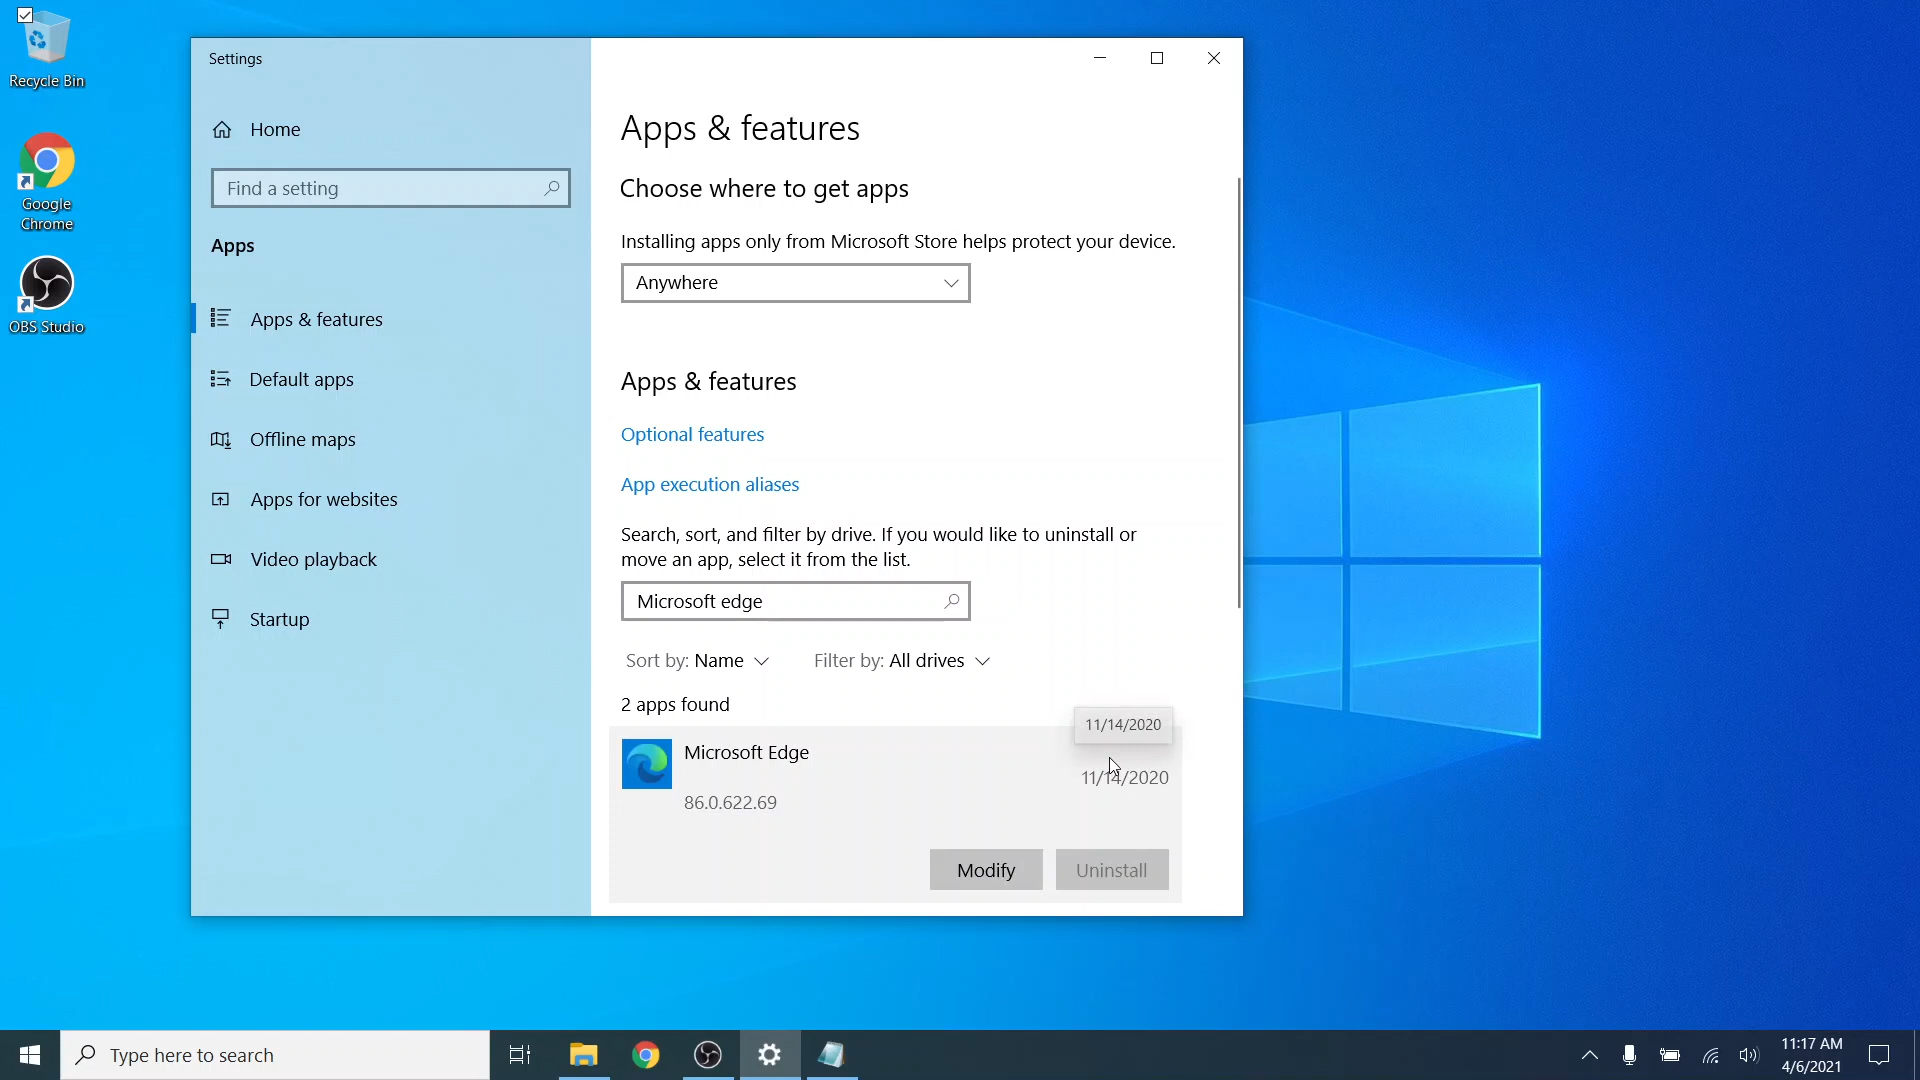 Recycle Bin
Google
Chrome
OBS Studio
Settings
Home
Find a setting
Apps
Apps & features
Default apps
Offline maps
Apps for websites
Video playback
Startup
Apps & features
Choose where to get apps
Installing apps only from Microsoft Store helps protect your device.
Anywhere
Apps & features
Optional features
App execution aliases
Search, sort, and filter by drive. If you would like to uninstall or
move an app, select it from the list.
Microsoft edge
Sort by: Name
Filter by: All drives
2 apps found
11/14/2020
Microsoft Edge
11/14/2020
86.0.622.69
Modify
Uninstall
Type here to search
11:17 AM
4/6/2021